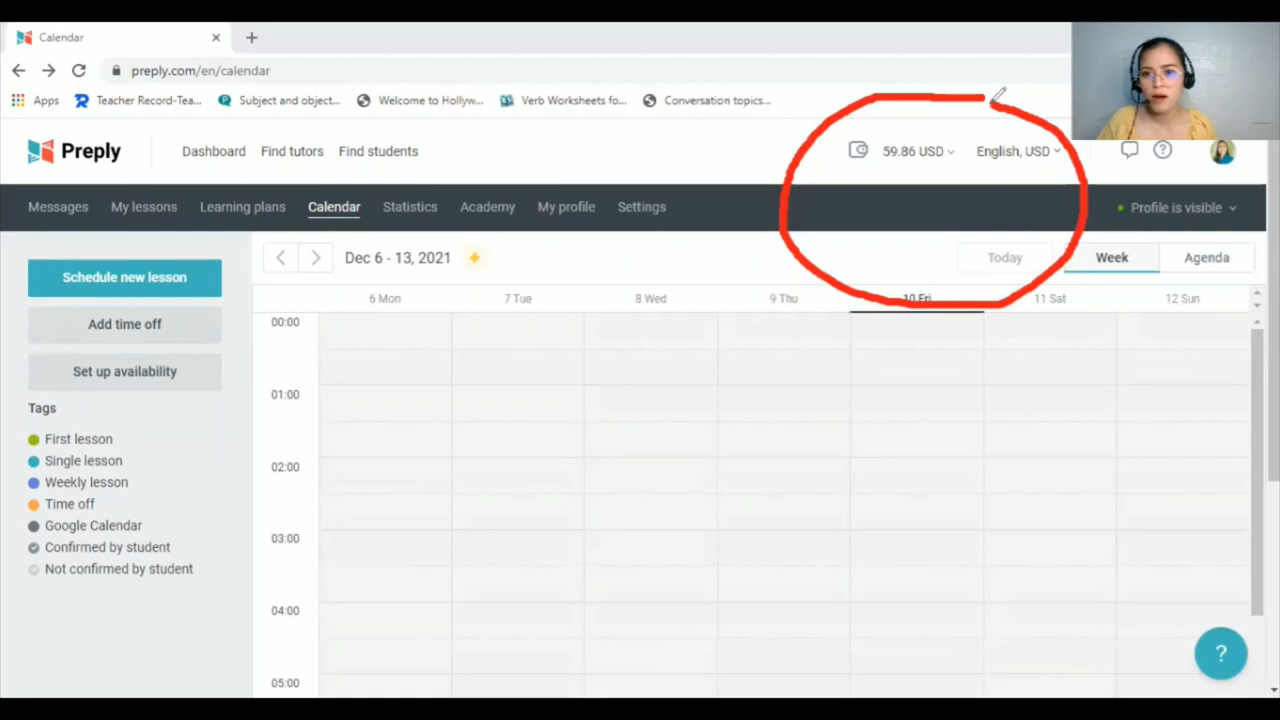 Calendar
preply.com/en/calendar
Apps Teacher Record-Tea... Subject and object... Welcome to Hollyw... Verb Worksheets fo... Conversation topics...
Preply Dashboard Find tutors Find students 59.86 USD English, USD
Messages My lessons Learning plans Calendar Statistics Academy My profile Settings Profile is visible
Schedule new lesson
Add time off
Set up availability
Tags
First lesson
Single lesson
Weekly lesson
Time off
Google Calendar
Confirmed by student
Not confirmed by student
Dec 6 - 13, 2021 Today Week Agenda
6 Mon 7 Tue 8 Wed 9 Thu 10 Fri 11 Sat 12 Sun
00:00
01:00
02:00
03:00
04:00
05:00
?